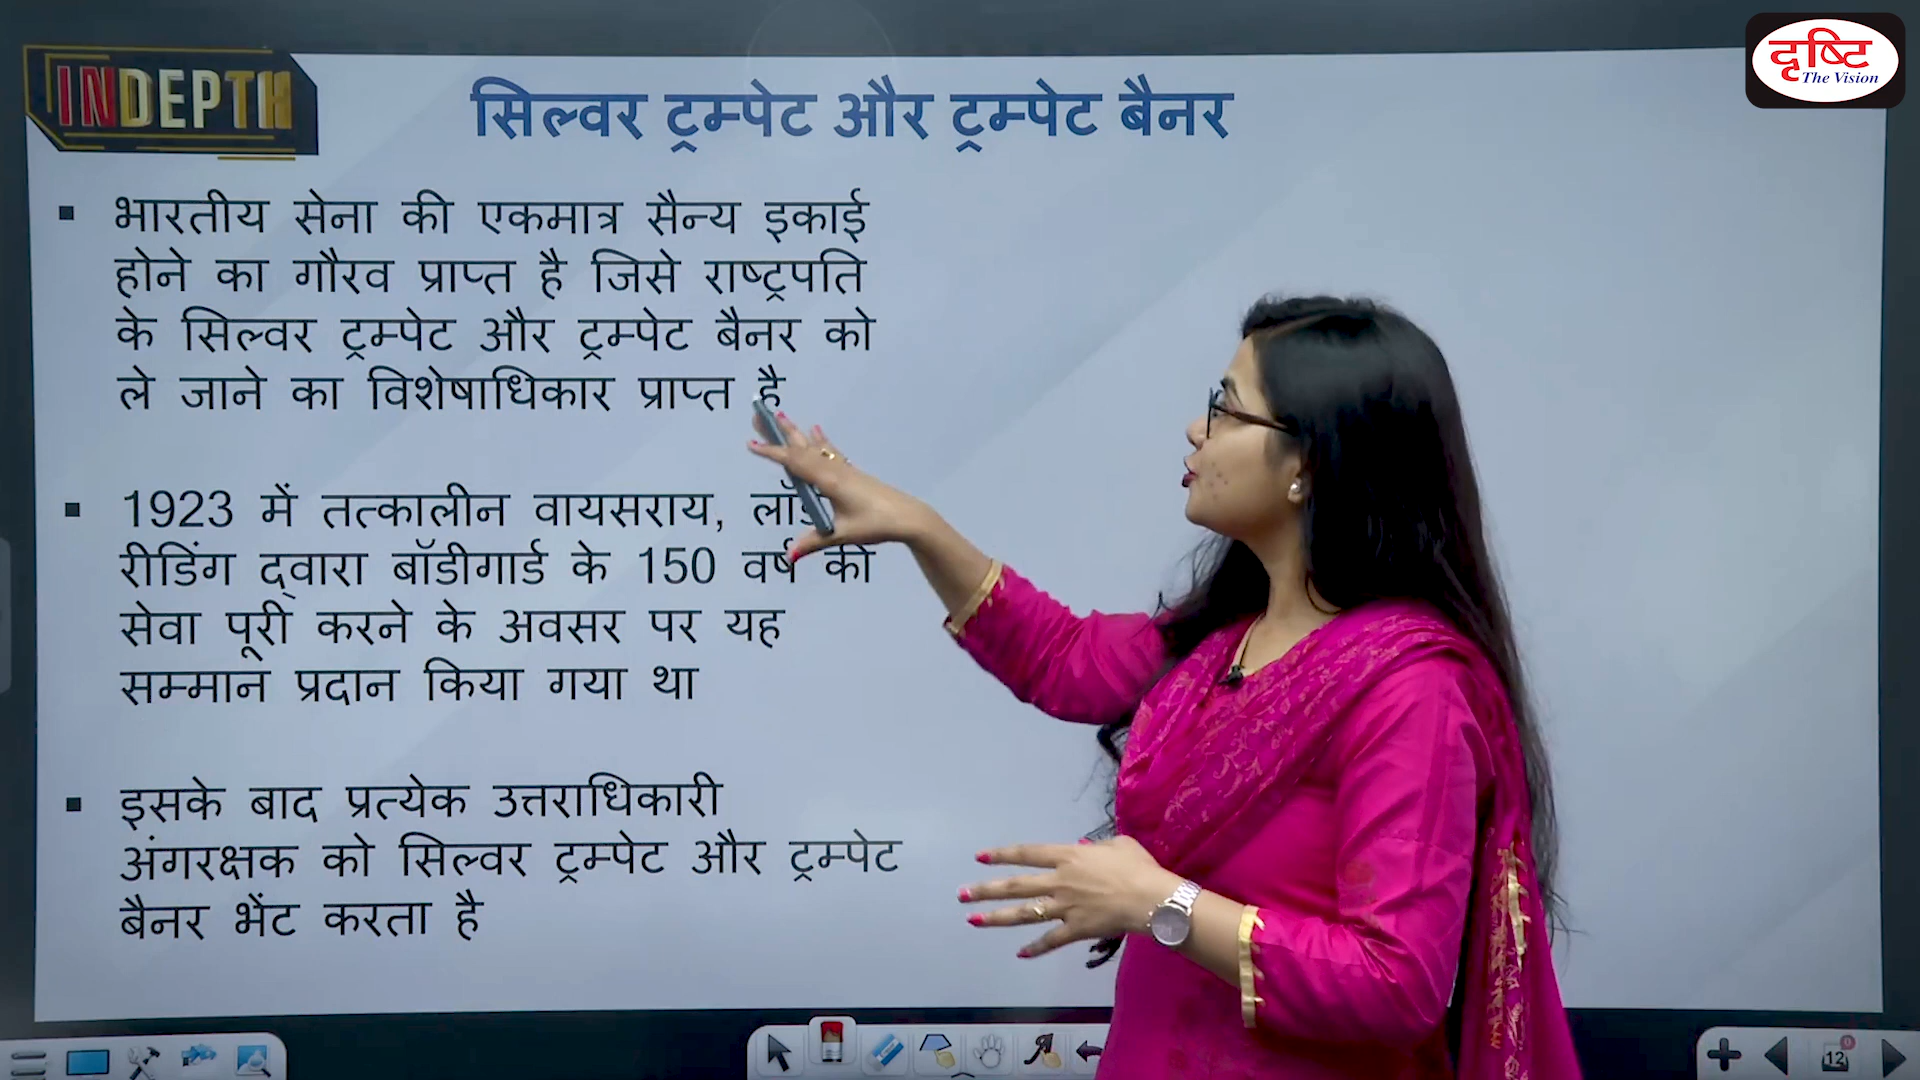 INDEPTH
सिल्वर ट्रम्पेट और ट्रम्पेट बैनर
दृष्टि
The Vision
▪ भारतीय सेना की एकमात्र सैन्य इकाई
होने का गौरव प्राप्त है जिसे राष्ट्रपति
के सिल्वर ट्रम्पेट और ट्रम्पेट बैनर को
ले जाने का विशेषाधिकार प्राप्त है
▪ 1923 में तत्कालीन वायसराय,
रीडिंग द्वारा बॉडीगार्ड के 150 वर्ष की
सेवा पूरी करने के अवसर पर यह
सम्मान प्रदान किया गया था
▪ इसके बाद प्रत्येक उत्तराधिकारी
अंगरक्षक को सिल्वर ट्रम्पेट और ट्रम्पेट
बैनर भेंट करता है
12